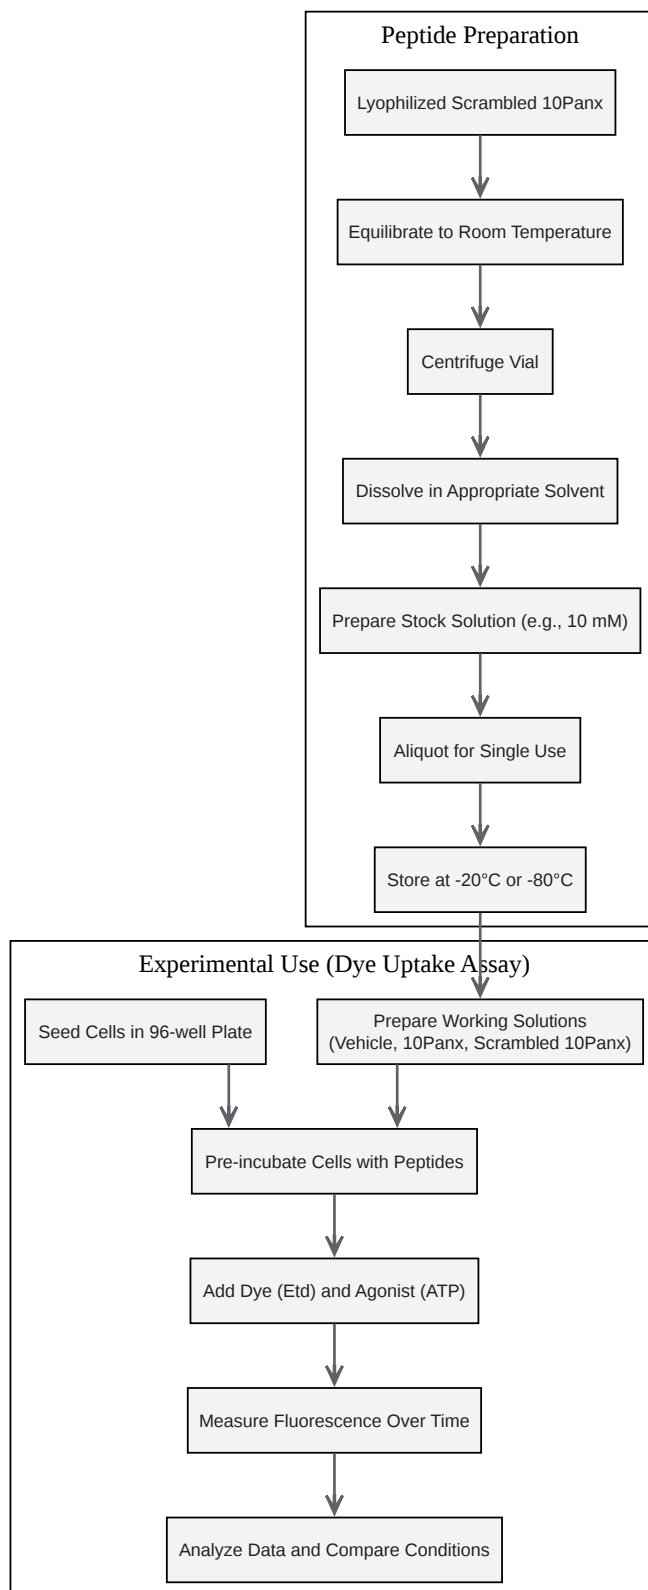 Peptide Preparation
Lyophilized Scrambled 10Panx
Equilibrate to Room Temperature
Centrifuge Vial
Dissolve in Appropriate Solvent
Prepare Stock Solution (e.g., 10 mM)
Aliquot for Single Use
Store at -20°C or -80°C
Experimental Use (Dye Uptake Assay)
Seed Cells in 96-well Plate
Prepare Working Solutions
(Vehicle, 10Panx, Scrambled 10Panx)
Pre-incubate Cells with Peptides
Add Dye (Etd) and Agonist (ATP)
Measure Fluorescence Over Time
Analyze Data and Compare Conditions